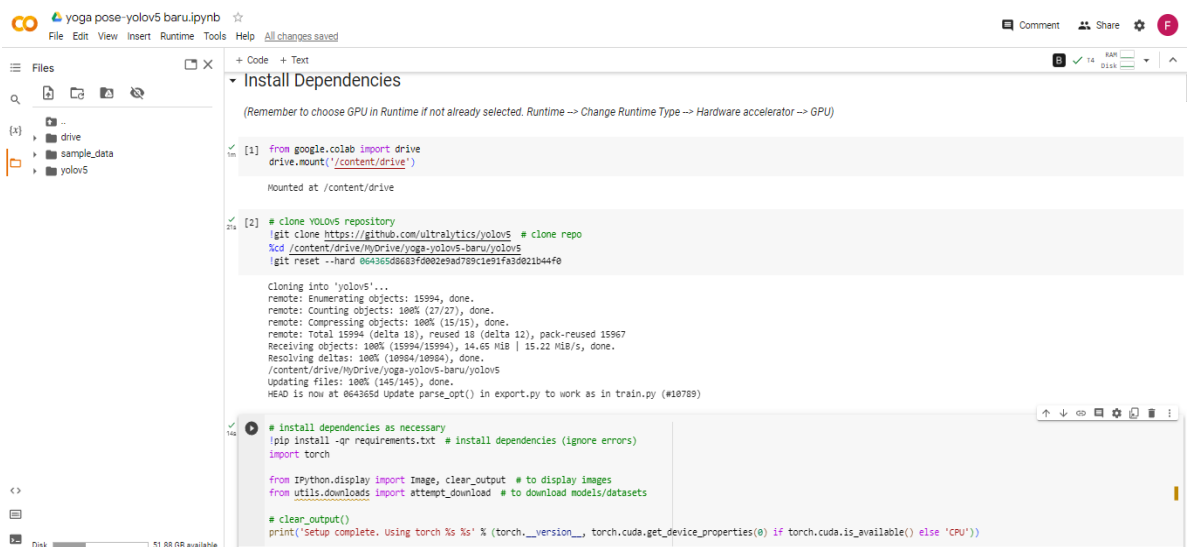 CO yoga pose-yolov5 baru.ipynb
File Edit View Insert Runtime Tools Help All changes saved
Comment Share F
Files
+ Code + Text
B T4 RAM Disk
..
drive
sample_data
yolov5
{x}
Install Dependencies
(Remember to choose GPU in Runtime if not already selected. Runtime --> Change Runtime Type --> Hardware accelerator --> GPU)
1m [1] from google.colab import drive
drive.mount('/content/drive')
Mounted at /content/drive
21s [2] # clone YOLOv5 repository
!git clone https://github.com/ultralytics/yolov5 # clone repo
%cd /content/drive/MyDrive/yoga-yolov5-baru/yolov5
!git reset --hard 064365d8683fd002e9ad789c1e91fa3d021b44f0
Cloning into 'yolov5'...
remote: Enumerating objects: 15994, done.
remote: Counting objects: 100% (27/27), done.
remote: Compressing objects: 100% (15/15), done.
remote: Total 15994 (delta 18), reused 18 (delta 12), pack-reused 15967
Receiving objects: 100% (15994/15994), 14.65 MiB | 15.22 MiB/s, done.
Resolving deltas: 100% (10984/10984), done.
/content/drive/MyDrive/yoga-yolov5-baru/yolov5
Updating files: 100% (145/145), done.
HEAD is now at 064365d Update parse_opt() in export.py to work as in train.py (#10789)
14s # install dependencies as necessary
!pip install -qr requirements.txt # install dependencies (ignore errors)
import torch
from IPython.display import Image, clear_output # to display images
from utils.downloads import attempt_download # to download models/datasets
# clear_output()
print('Setup complete. Using torch %s %s' % (torch.__version__, torch.cuda.get_device_properties(0) if torch.cuda.is_available() else 'CPU'))
Disk 51.88 GB available